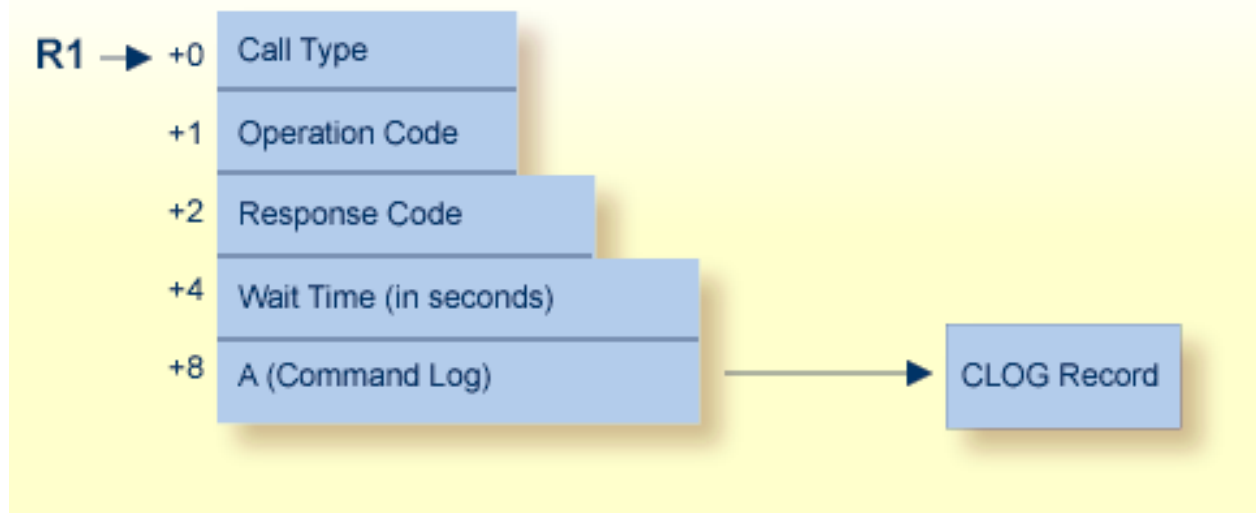 R1 +0 Call Type
+1 Operation Code
+2 Response Code
+4 Wait Time (in seconds)
+8 A (Command Log) CLOG Record